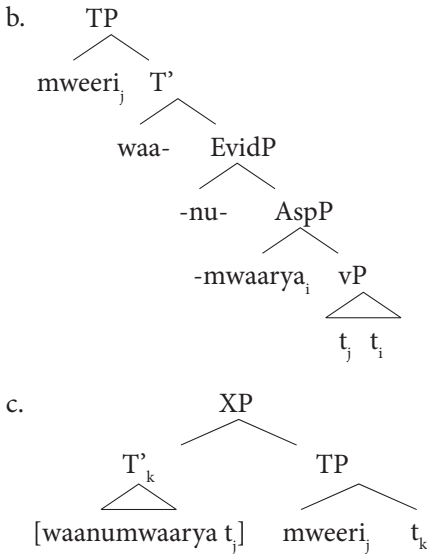 b. TP
mweeri_j T’
waa- EvidP
-nu- AspP
-mwaarya_i vP
t_j t_i
c. XP
T’_k TP
[waanumwaarya t_j] mweeri_j t_k